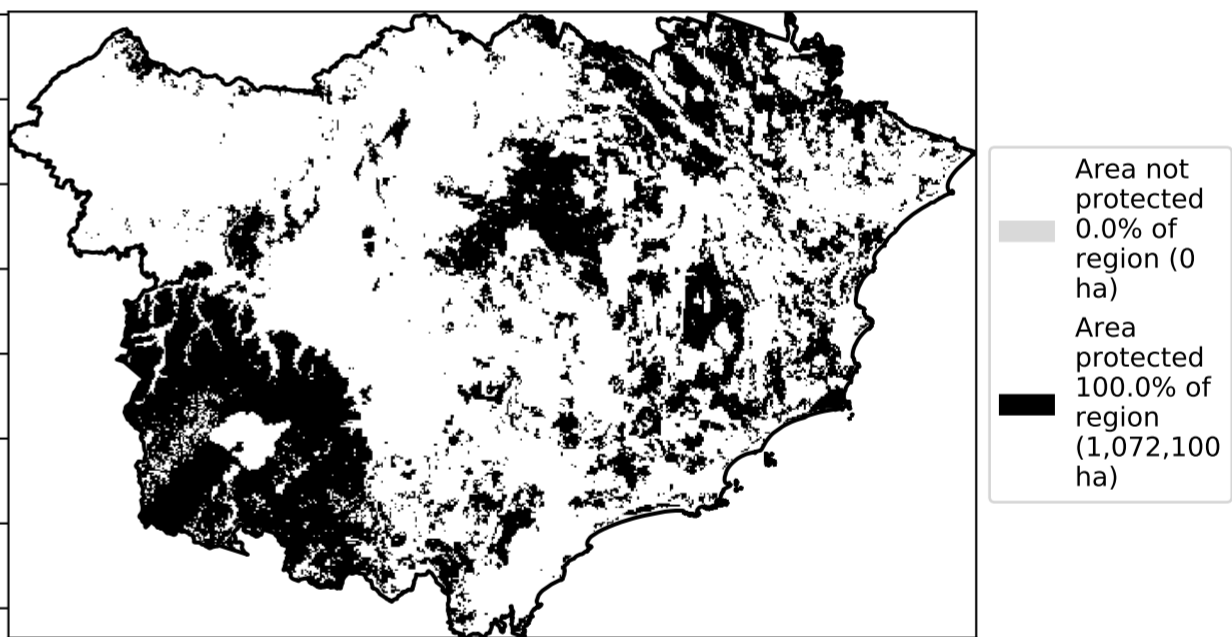 Area not
protected
0.0% of
region (0
ha)
Area
protected
100.0% of
region
(1,072,100
ha)